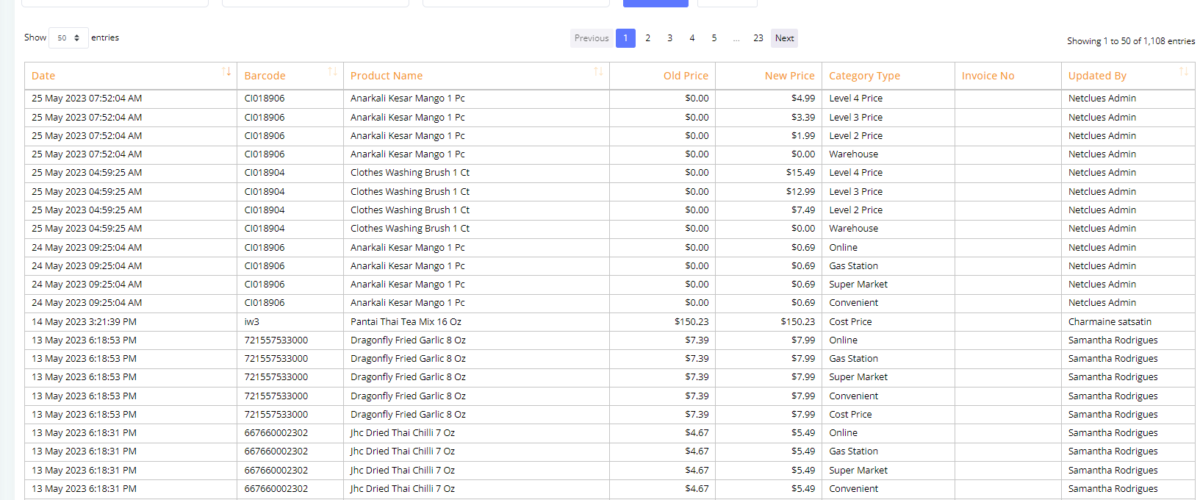 Show 50 entries Previous 1 2 3 4 5 ... 23 Next Showing 1 to 50 of 1,108 entries
Date Barcode Product Name Old Price New Price Category Type Invoice No Updated By
25 May 2023 07:52:04 AM CI018906 Anarkali Kesar Mango 1 Pc $0.00 $4.99 Level 4 Price Netclues Admin
25 May 2023 07:52:04 AM CI018906 Anarkali Kesar Mango 1 Pc $0.00 $3.39 Level 3 Price Netclues Admin
25 May 2023 07:52:04 AM CI018906 Anarkali Kesar Mango 1 Pc $0.00 $1.99 Level 2 Price Netclues Admin
25 May 2023 07:52:04 AM CI018906 Anarkali Kesar Mango 1 Pc $0.00 $0.00 Warehouse Netclues Admin
25 May 2023 04:59:25 AM CI018904 Clothes Washing Brush 1 Ct $0.00 $15.49 Level 4 Price Netclues Admin
25 May 2023 04:59:25 AM CI018904 Clothes Washing Brush 1 Ct $0.00 $12.99 Level 3 Price Netclues Admin
25 May 2023 04:59:25 AM CI018904 Clothes Washing Brush 1 Ct $0.00 $7.49 Level 2 Price Netclues Admin
25 May 2023 04:59:25 AM CI018904 Clothes Washing Brush 1 Ct $0.00 $0.00 Warehouse Netclues Admin
24 May 2023 09:25:04 AM CI018906 Anarkali Kesar Mango 1 Pc $0.00 $0.69 Online Netclues Admin
24 May 2023 09:25:04 AM CI018906 Anarkali Kesar Mango 1 Pc $0.00 $0.69 Gas Station Netclues Admin
24 May 2023 09:25:04 AM CI018906 Anarkali Kesar Mango 1 Pc $0.00 $0.69 Super Market Netclues Admin
24 May 2023 09:25:04 AM CI018906 Anarkali Kesar Mango 1 Pc $0.00 $0.69 Convenient Netclues Admin
14 May 2023 3:21:39 PM iw3 Pantai Thai Tea Mix 16 Oz $150.23 $150.23 Cost Price Charmaine satsatin
13 May 2023 6:18:53 PM 721557533000 Dragonfly Fried Garlic 8 Oz $7.39 $7.99 Online Samantha Rodrigues
13 May 2023 6:18:53 PM 721557533000 Dragonfly Fried Garlic 8 Oz $7.39 $7.99 Gas Station Samantha Rodrigues
13 May 2023 6:18:53 PM 721557533000 Dragonfly Fried Garlic 8 Oz $7.39 $7.99 Super Market Samantha Rodrigues
13 May 2023 6:18:53 PM 721557533000 Dragonfly Fried Garlic 8 Oz $7.39 $7.99 Convenient Samantha Rodrigues
13 May 2023 6:18:53 PM 721557533000 Dragonfly Fried Garlic 8 Oz $7.39 $7.99 Cost Price Samantha Rodrigues
13 May 2023 6:18:31 PM 667660002302 Jhc Dried Thai Chilli 7 Oz $4.67 $5.49 Online Samantha Rodrigues
13 May 2023 6:18:31 PM 667660002302 Jhc Dried Thai Chilli 7 Oz $4.67 $5.49 Gas Station Samantha Rodrigues
13 May 2023 6:18:31 PM 667660002302 Jhc Dried Thai Chilli 7 Oz $4.67 $5.49 Super Market Samantha Rodrigues
13 May 2023 6:18:31 PM 667660002302 Jhc Dried Thai Chilli 7 Oz $4.67 $5.49 Convenient Samantha Rodrigues